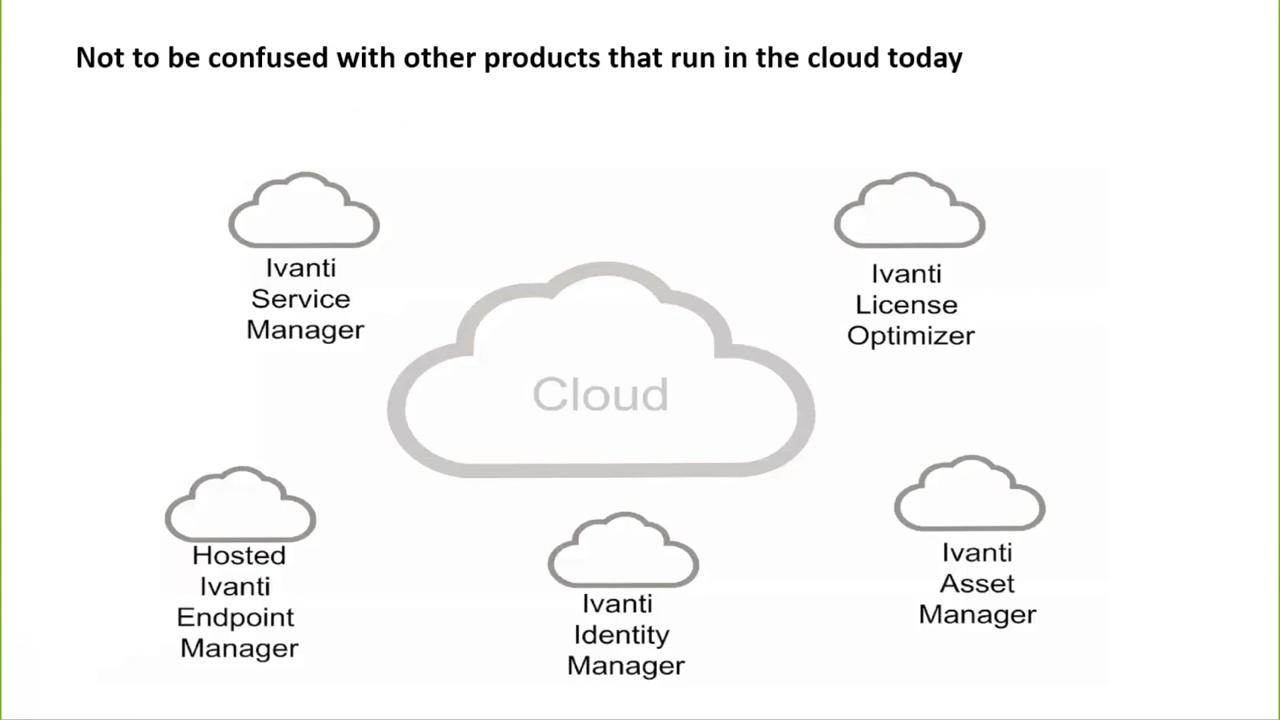 Not to be confused with other products that run in the cloud today
Ivanti
Service
Manager
Ivanti
License
Optimizer
Cloud
Hosted
Ivanti
Endpoint
Manager
Ivanti
Identity
Manager
Ivanti
Asset
Manager